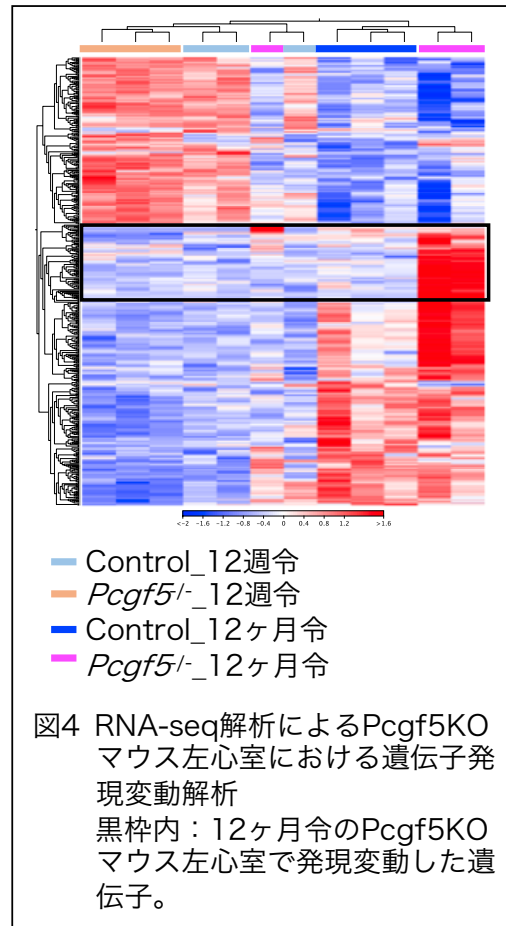 <-2 -1.6 -1.2 -0.8 -0.4 0 0.4 0.8 1.2 >1.6
Control_12週令
Pcgf5-/-_12週令
Control_12ヶ月令
Pcgf5-/-_12ヶ月令
図4 RNA-seq解析によるPcgf5KO
マウス左心室における遺伝子発
現変動解析
黒枠内：12ヶ月令のPcgf5KO
マウス左心室で発現変動した遺
伝子。